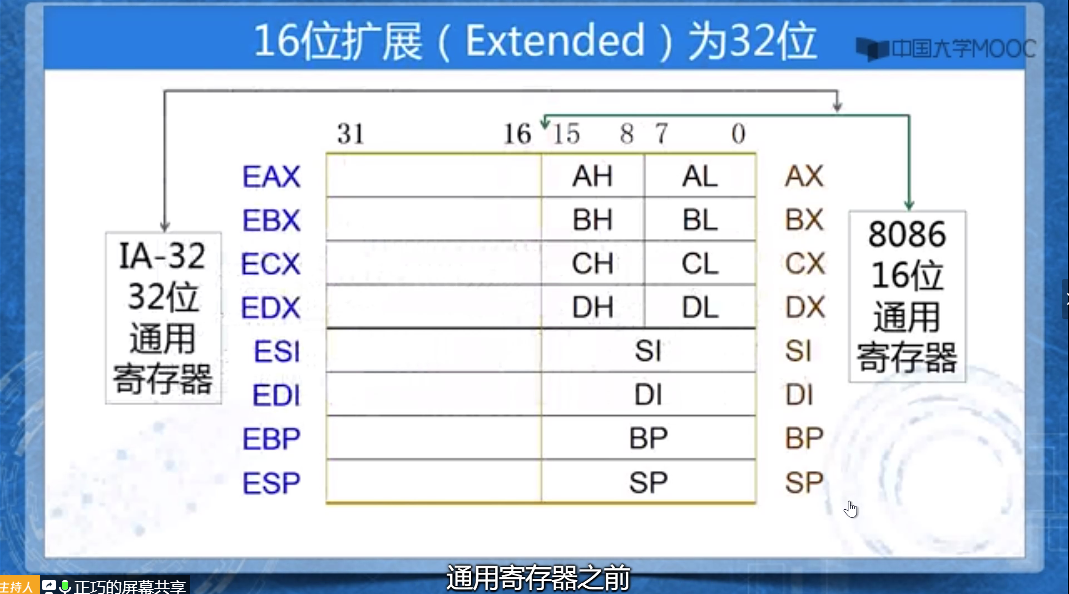 16位扩展（Extended）为32位
中国大学MOOC
31 16 15 8 7 0
EAX AH AL AX
EBX BH BL BX
ECX CH CL CX
EDX DH DL DX
ESI SI SI
EDI DI DI
EBP BP BP
ESP SP SP
IA-32
32位
通用
寄存器
8086
16位
通用
寄存器
通用寄存器之前
主持人 正巧的屏幕共享